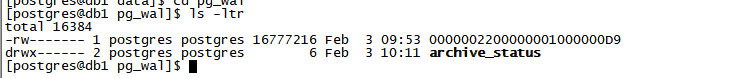 [postgres@db1 data]$ cd pg_wal
[postgres@db1 pg_wal]$ ls -ltr
total 16384
-rw------- 1 postgres postgres 16777216 Feb  3 09:53 0000002200000001000000D9
drwx------ 2 postgres postgres        6 Feb  3 10:11 archive_status
[postgres@db1 pg_wal]$